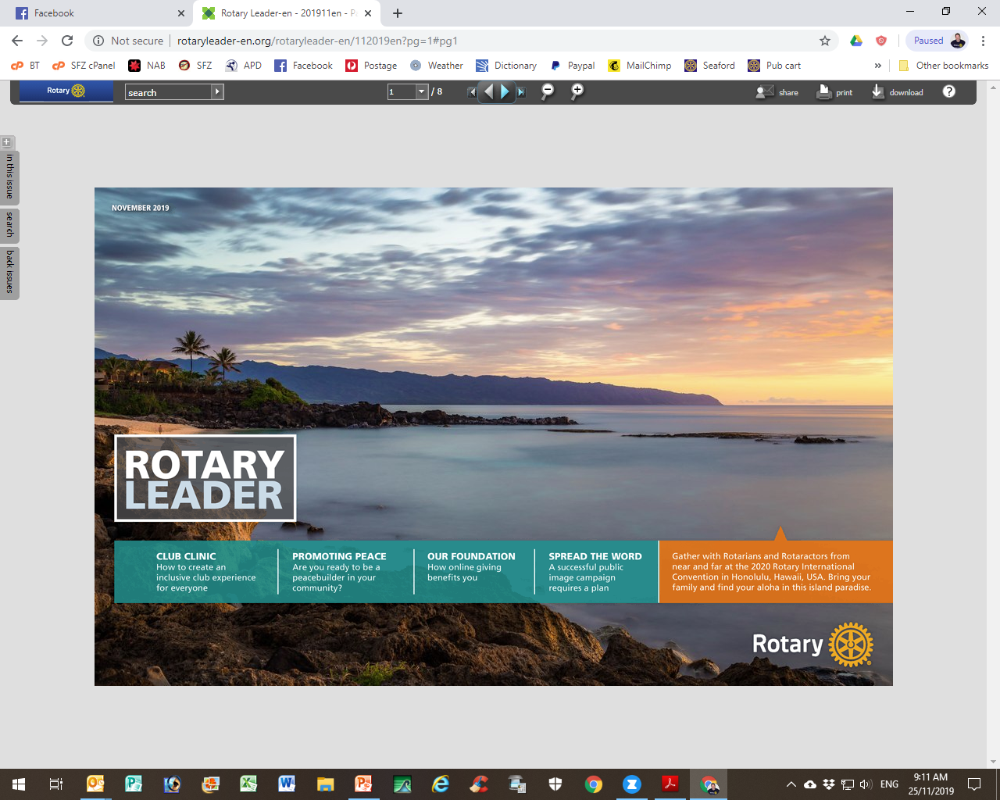 Facebook
Rotary Leader-en - 201911en - P
Not secure
rotaryleader-en.org/rotaryleader-en/112019en?pg=1#pg1
Paused
BT
SFZ cPanel
NAB
SFZ
APD
Facebook
Postage
Weather
Dictionary
Paypal
MailChimp
Seaford
Pub cart
»
Other bookmarks
Rotary
search
1
/ 8
share
print
download
?
in this issue
search
back issues
NOVEMBER 2019
ROTARY
LEADER
CLUB CLINIC
How to create an
inclusive club experience
for everyone
PROMOTING PEACE
Are you ready to be a
peacebuilder in your
community?
OUR FOUNDATION
How online giving
benefits you
SPREAD THE WORD
A successful public
image campaign
requires a plan
Gather with Rotarians and Rotaractors from
near and far at the 2020 Rotary International
Convention in Honolulu, Hawaii, USA. Bring your
family and find your aloha in this island paradise.
Rotary
ENG
9:11 AM
25/11/2019